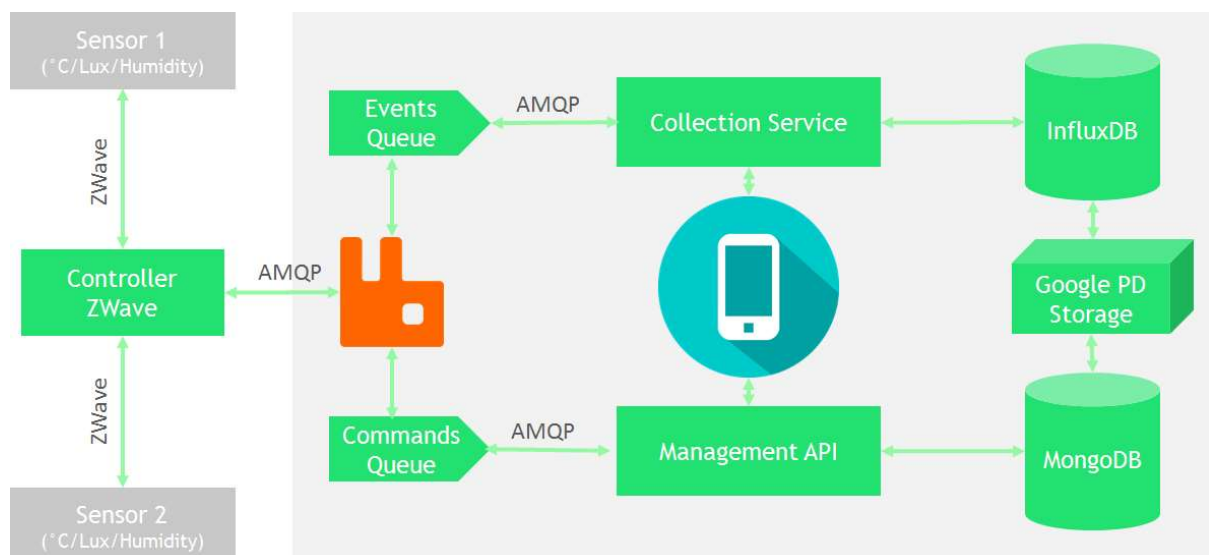 Sensor 1
(°C/Lux/Humidity)
ZWave
Controller
ZWave
ZWave
Sensor 2
(°C/Lux/Humidity)
AMQP
Events
Queue
AMQP
Collection Service
InfluxDB
Google PD
Storage
Commands
Queue
AMQP
Management API
MongoDB